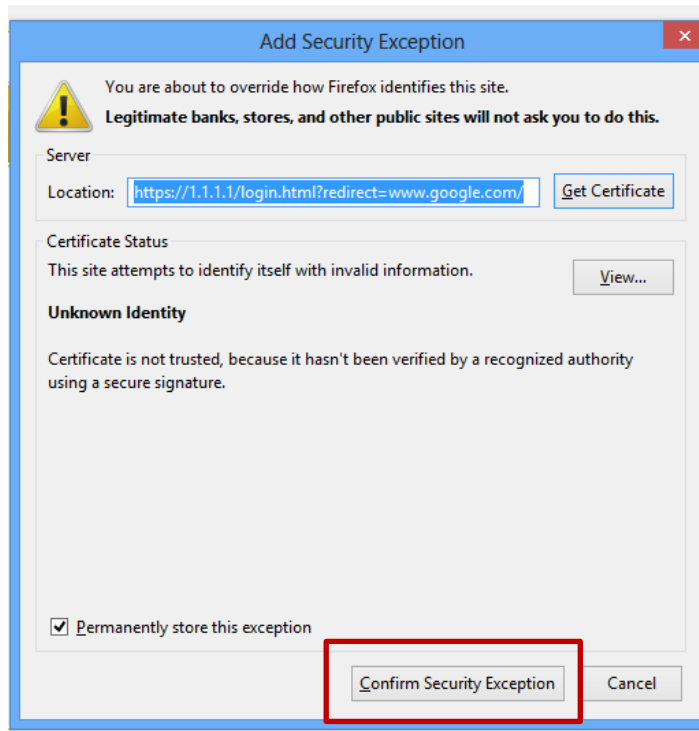 Add Security Exception
x
You are about to override how Firefox identifies this site.
Legitimate banks, stores, and other public sites will not ask you to do this.
Server
Location: https://1.1.1.1/login.html?redirect=www.google.com/ Get Certificate
Certificate Status
This site attempts to identify itself with invalid information. View...
Unknown Identity
Certificate is not trusted, because it hasn't been verified by a recognized authority
using a secure signature.
Permanently store this exception
Confirm Security Exception Cancel